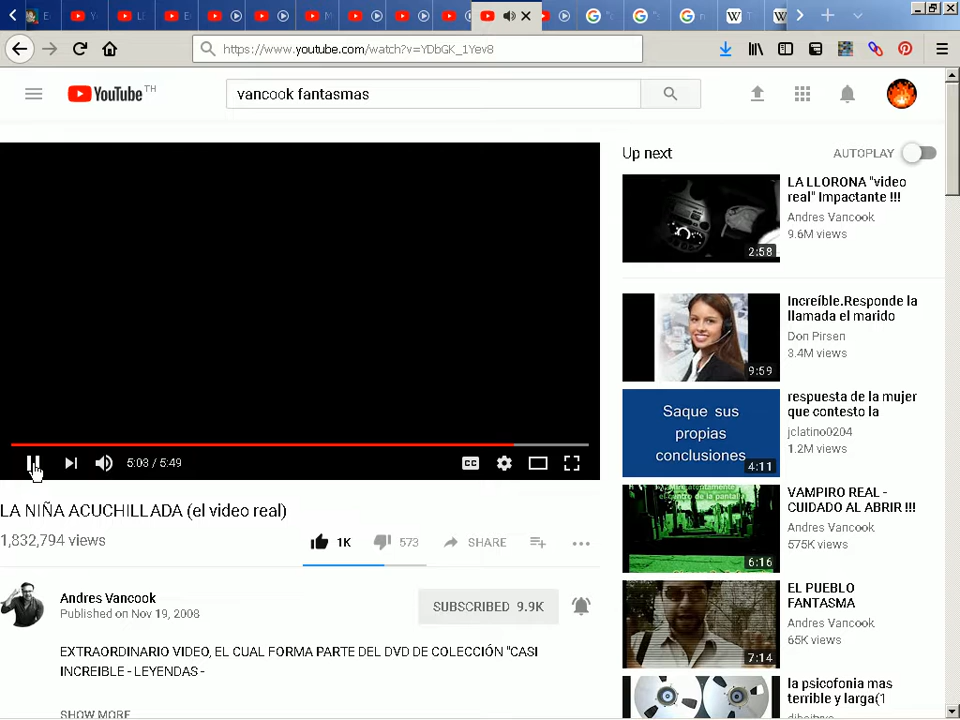 https://www.youtube.com/watch?v=YDbGK_1Yev8
YouTube TH
vancook fantasmas
Up next
AUTOPLAY
LA LLORONA "video
real" Impactante !!!
Andres Vancook
9.6M views
2:58
Increíble.Responde la
llamada el marido
Don Pirsen
3.4M views
9:59
Saque sus
propias
conclusiones
4:11
respuesta de la mujer
que contesto la
jclatino0204
1.2M views
VAMPIRO REAL -
CUIDADO AL ABRIR !!!
Andres Vancook
575K views
6:16
EL PUEBLO
FANTASMA
Andres Vancook
65K views
7:14
la psicofonia mas
terrible y larga(1
5:03 / 5:49
CC
LA NIÑA ACUCHILLADA (el video real)
1,832,794 views
1K
573
SHARE
Andres Vancook
Published on Nov 19, 2008
SUBSCRIBED 9.9K
EXTRAORDINARIO VIDEO, EL CUAL FORMA PARTE DEL DVD DE COLECCIÓN "CASI
INCREIBLE - LEYENDAS -
SHOW MORE